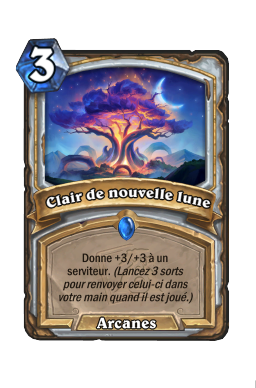 3
Clair de nouvelle lune
Donne +3/+3 à un
serviteur. (Lancez 3 sorts
pour renvoyer celui-ci dans
votre main quand il est joué.)
Arcanes